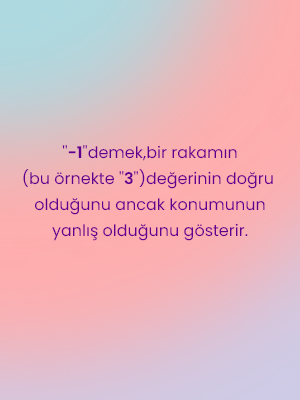 "-1"demek,bir rakamın
(bu örnekte "3")değerinin doğru
olduğunu ancak konumunun
yanlış olduğunu gösterir.